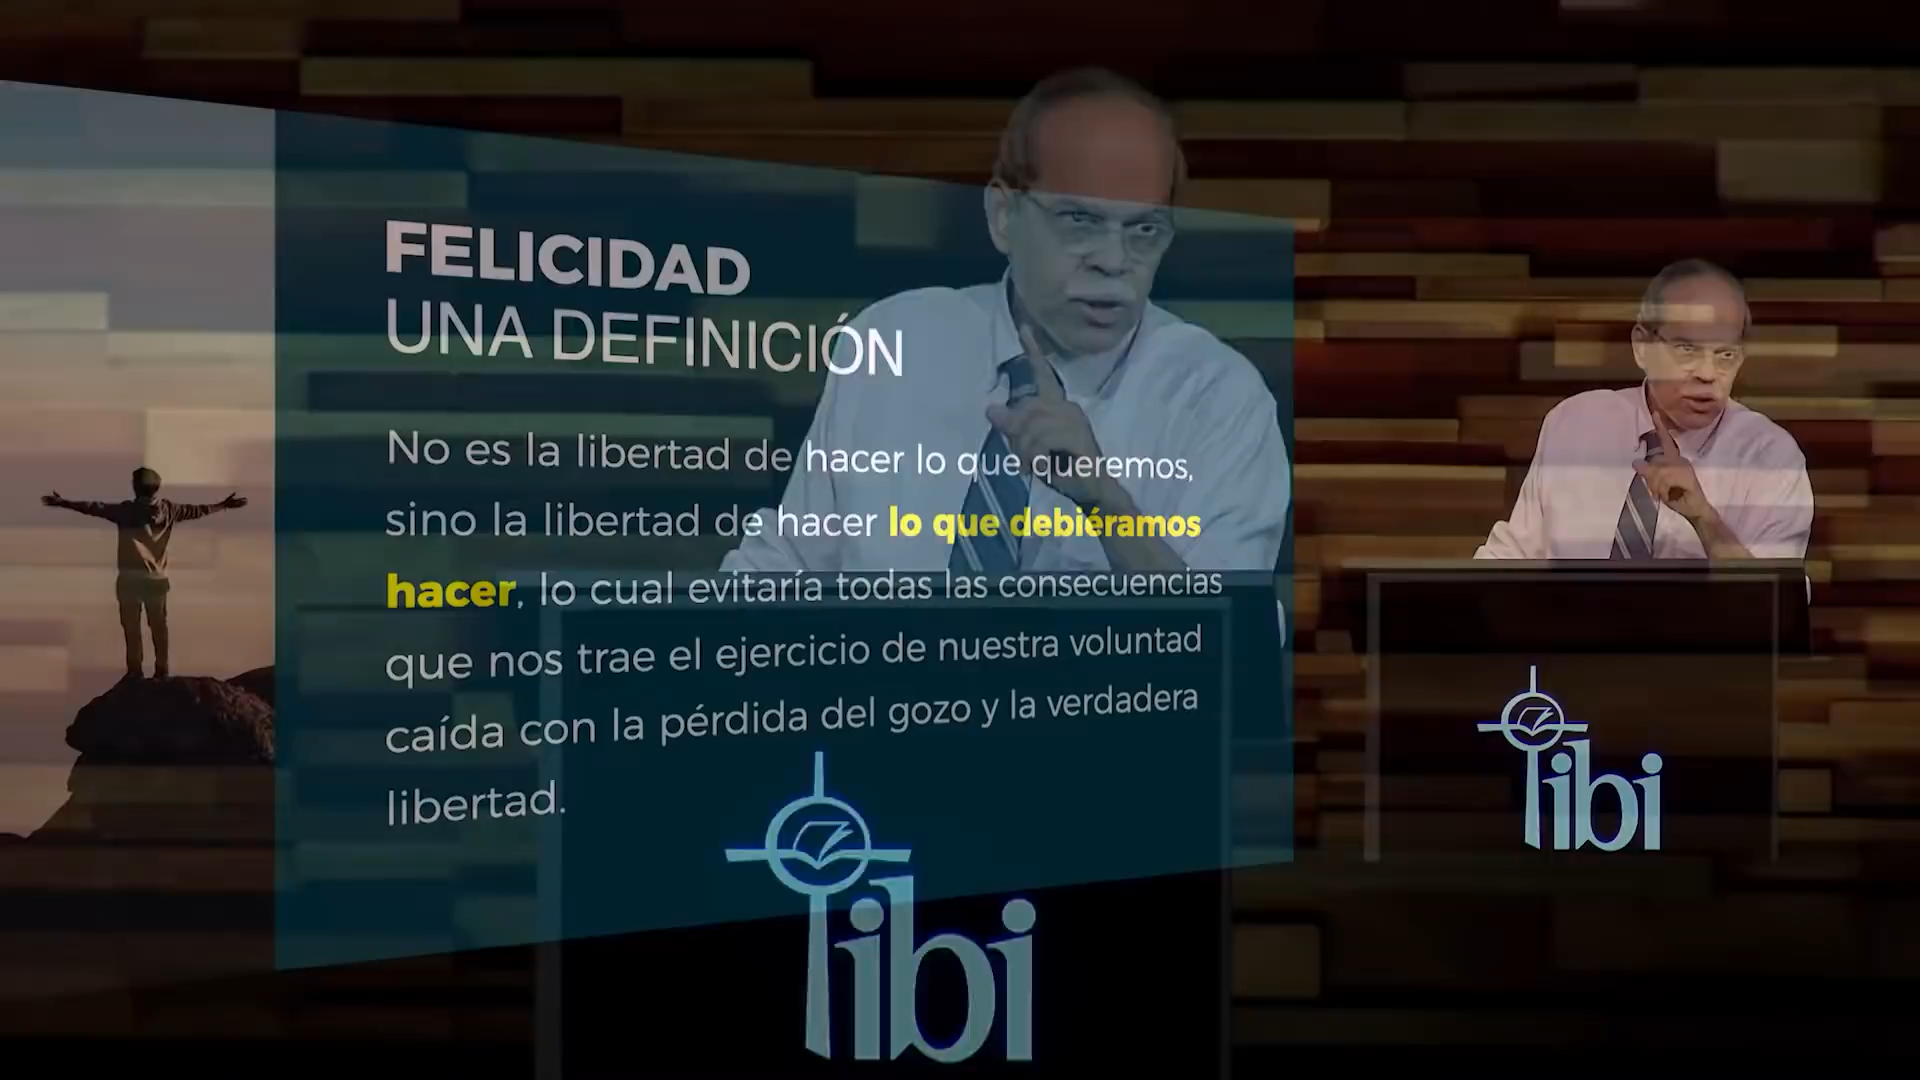 FELICIDAD
UNA DEFINICIÓN
No es la libertad de hacer lo que queremos,
sino la libertad de hacer lo que debiéramos
hacer, lo cual evitaría todas las consecuencias
que nos trae el ejercicio de nuestra voluntad
caída con la pérdida del gozo y la verdadera
libertad.
ibi
ibi